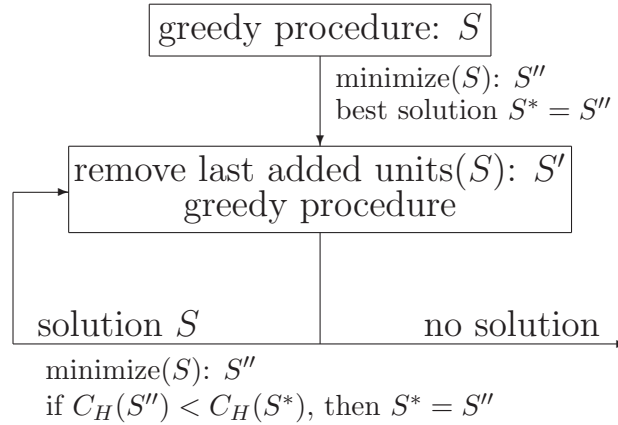 greedy procedure: S
minimize(S): S′′
best solution S* = S′′
remove last added units(S): S′
greedy procedure
solution S
no solution
minimize(S): S′′
if C_H(S′′) < C_H(S*), then S* = S′′